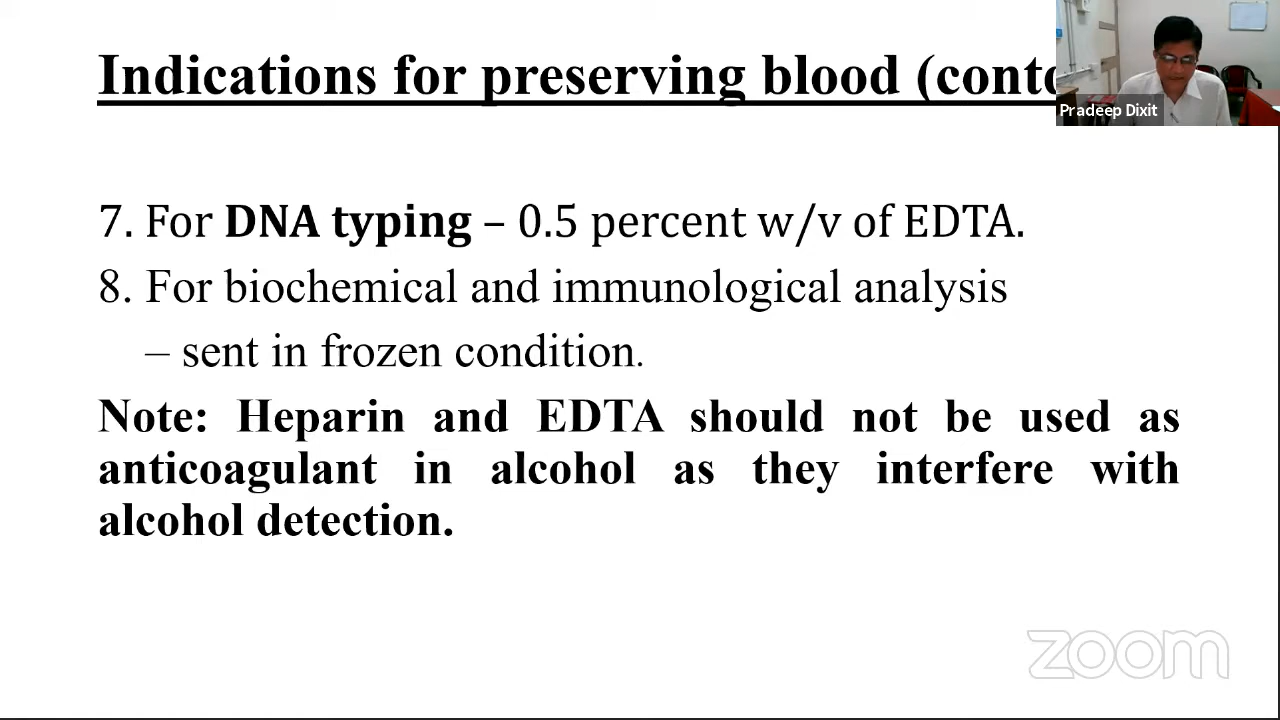 Indications for preserving blood (contd
Pradeep Dixit
7. For DNA typing – 0.5 percent w/v of EDTA.
8. For biochemical and immunological analysis
– sent in frozen condition.
Note: Heparin and EDTA should not be used as
anticoagulant in alcohol as they interfere with
alcohol detection.
zoom